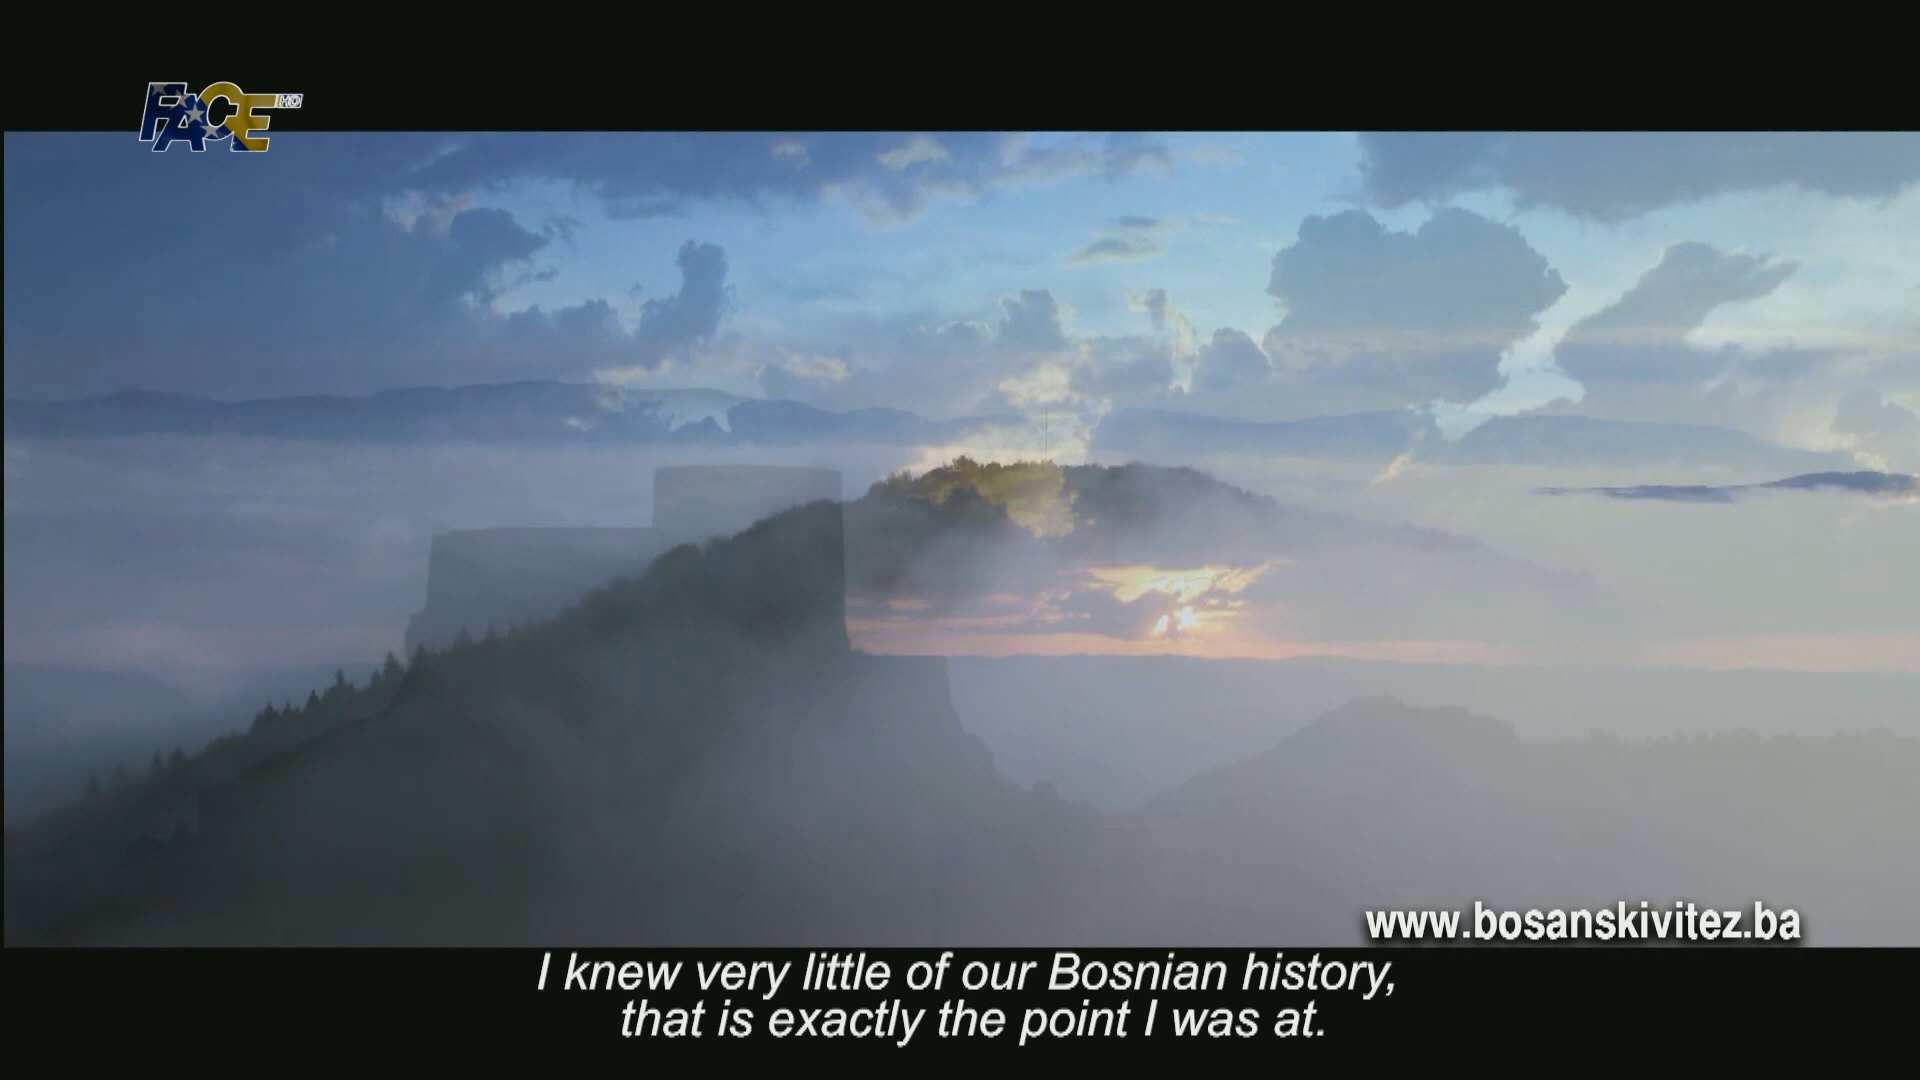 FACE HD
www.bosanskivitez.ba
I knew very little of our Bosnian history,
that is exactly the point I was at.